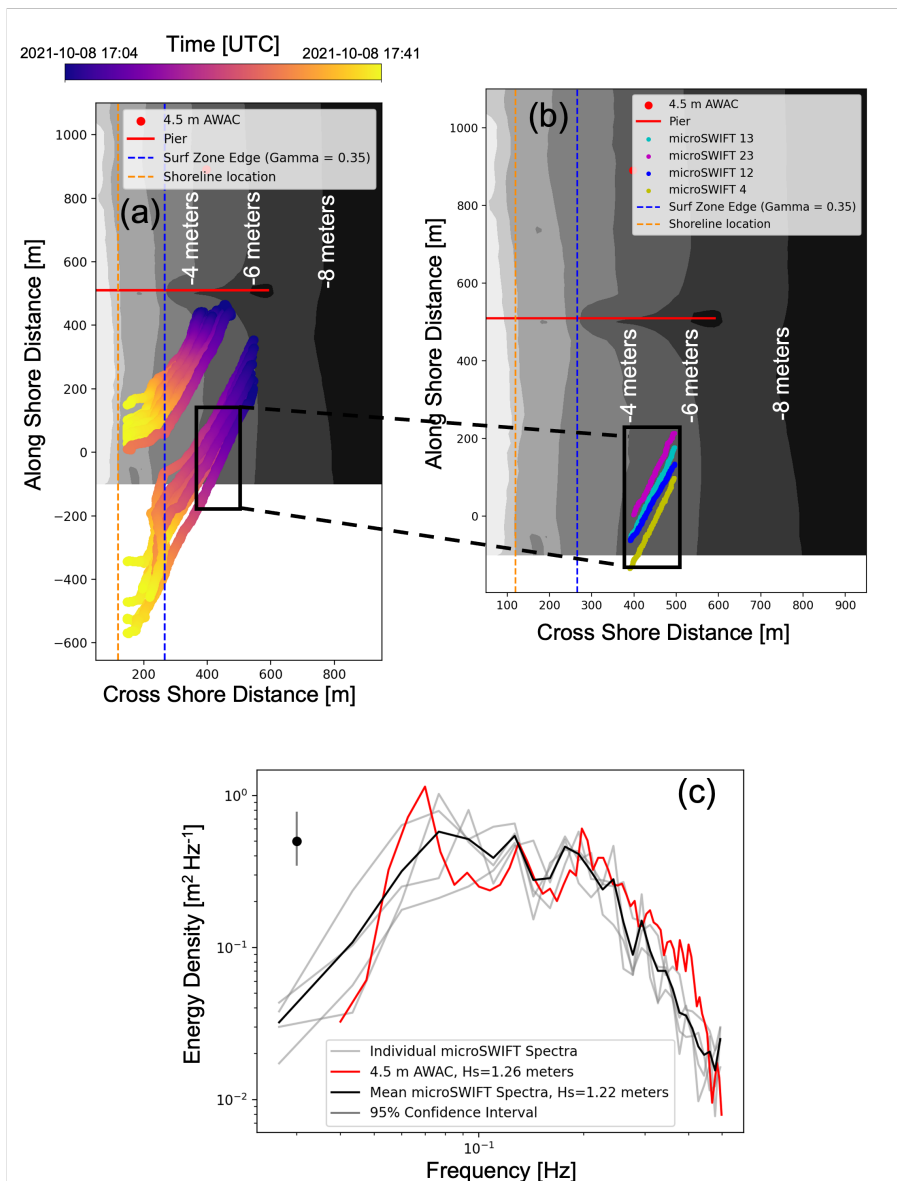 Time [UTC]
2021-10-08 17:04
2021-10-08 17:41
(a)
4.5 m AWAC
Pier
Surf Zone Edge (Gamma = 0.35)
Shoreline location
-4 meters
-6 meters
-8 meters
Along Shore Distance [m]
1000
800
600
400
200
0
−200
−400
−600
200
400
600
800
Cross Shore Distance [m]
(b)
4.5 m AWAC
Pier
microSWIFT 13
microSWIFT 23
microSWIFT 12
microSWIFT 4
Surf Zone Edge (Gamma = 0.35)
Shoreline location
-4 meters
-6 meters
-8 meters
Along Shore Distance [m]
1000
800
600
400
200
0
100
200
300
400
500
600
700
800
900
Cross Shore Distance [m]
(c)
Energy Density [m² Hz⁻¹]
10⁰
10⁻¹
10⁻²
Individual microSWIFT Spectra
4.5 m AWAC, Hs=1.26 meters
Mean microSWIFT Spectra, Hs=1.22 meters
95% Confidence Interval
10⁻¹
Frequency [Hz]